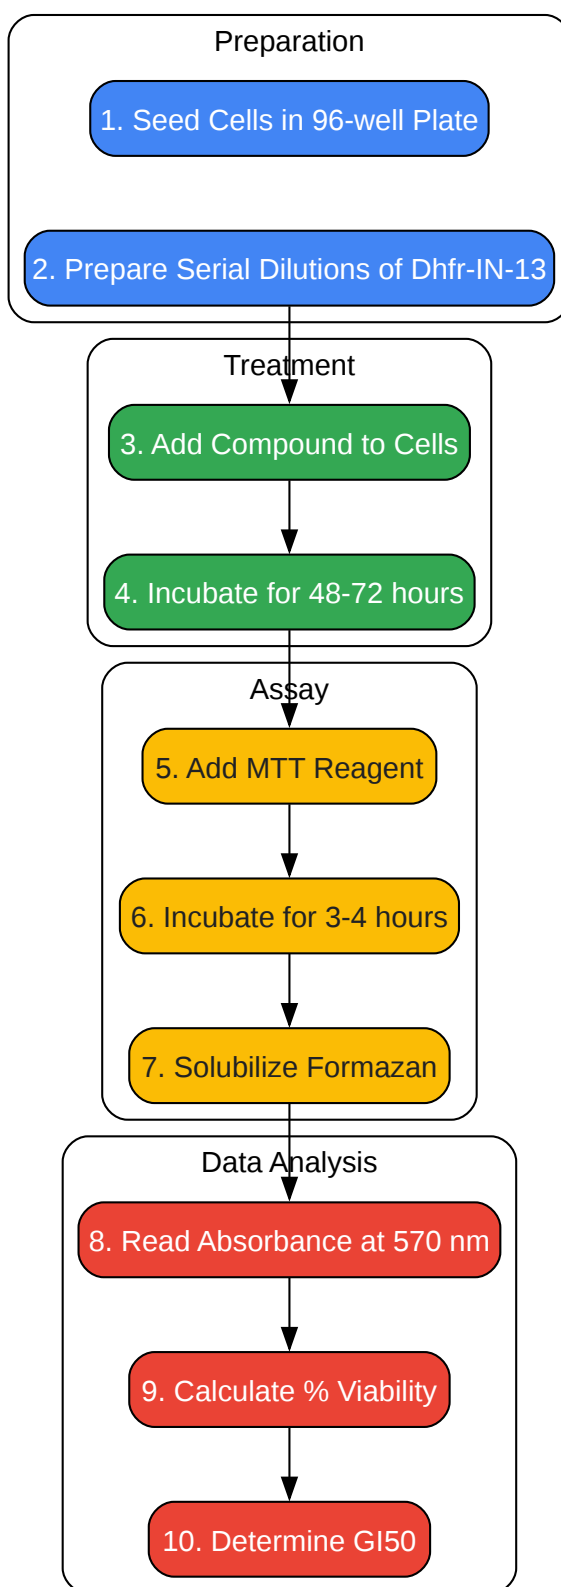 Preparation
1. Seed Cells in 96-well Plate
2. Prepare Serial Dilutions of Dhfr-IN-13
Treatment
3. Add Compound to Cells
4. Incubate for 48-72 hours
Assay
5. Add MTT Reagent
6. Incubate for 3-4 hours
7. Solubilize Formazan
Data Analysis
8. Read Absorbance at 570 nm
9. Calculate % Viability
10. Determine GI50